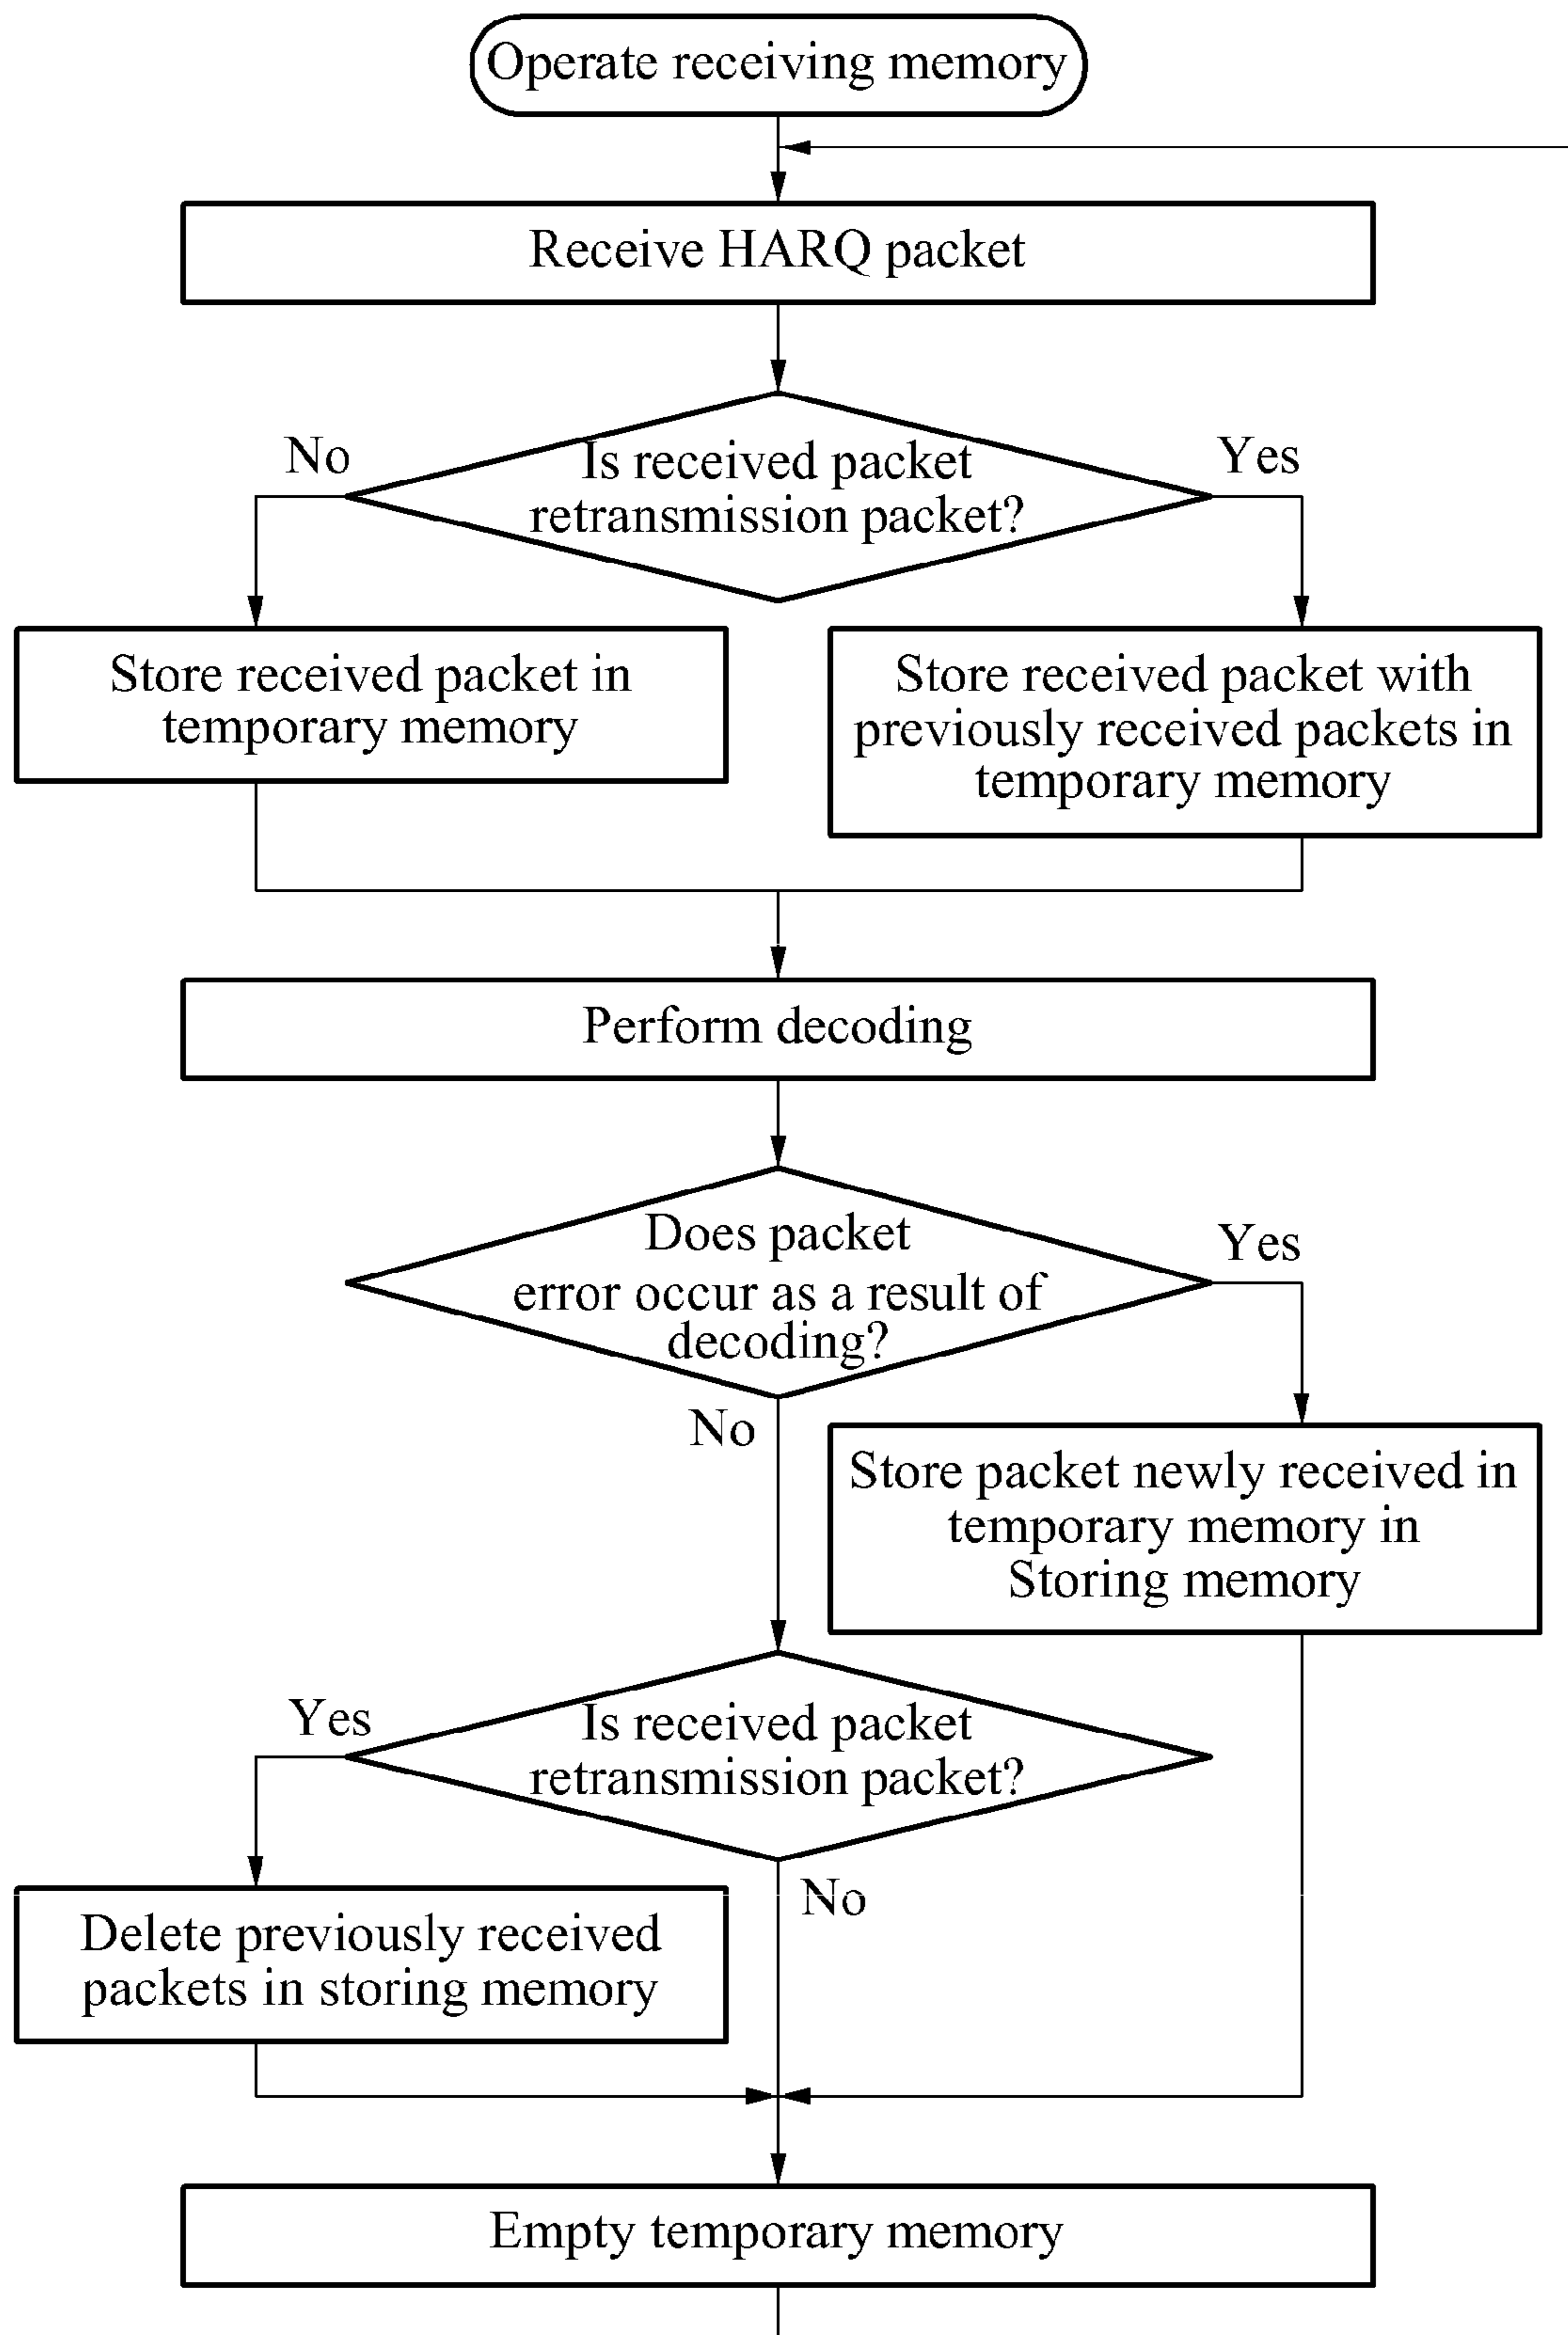 Operate receiving memory
Receive HARQ packet
No
Is received packet
retransmission packet?
Yes
Store received packet in
temporary memory
Store received packet with
previously received packets in
temporary memory
Perform decoding
Does packet
error occur as a result of
decoding?
Yes
No
Store packet newly received in
temporary memory in
Storing memory
Yes
Is received packet
retransmission packet?
No
Delete previously received
packets in storing memory
Empty temporary memory